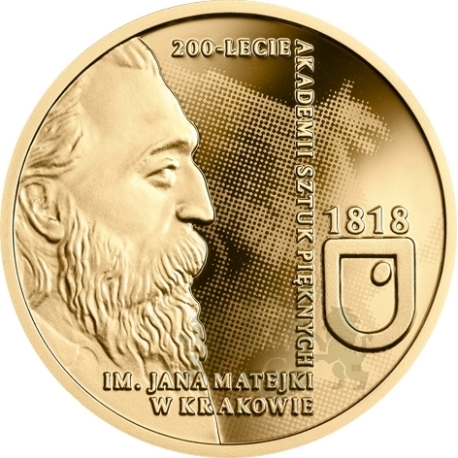 200-LECIE
AKADEMII SZTUK PIĘKNYCH
IM. JANA MATEJKI
W KRAKOWIE
1818